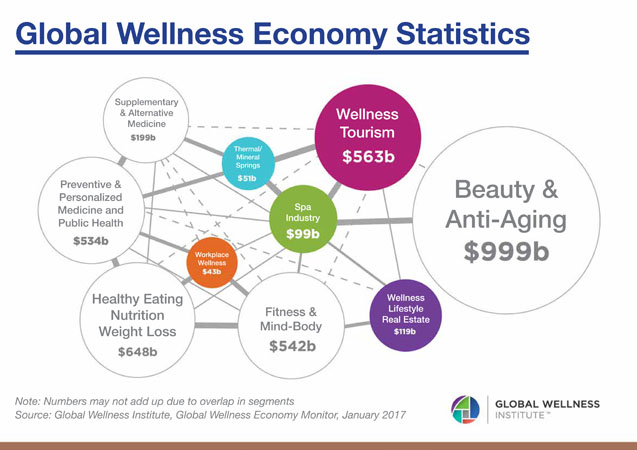 Global Wellness Economy Statistics
Supplementary
& Alternative
Medicine
$199b
Thermal/
Mineral
Springs
$51b
Wellness
Tourism
$563b
Preventive &
Personalized
Medicine and
Public Health
$534b
Spa
Industry
$99b
Beauty &
Anti-Aging
$999b
Workplace
Wellness
$43b
Healthy Eating
Nutrition
Weight Loss
$648b
Fitness &
Mind-Body
$542b
Wellness
Lifestyle
Real Estate
$119b
Note: Numbers may not add up due to overlap in segments
Source: Global Wellness Institute, Global Wellness Economy Monitor, January 2017
GLOBAL WELLNESS
INSTITUTE™